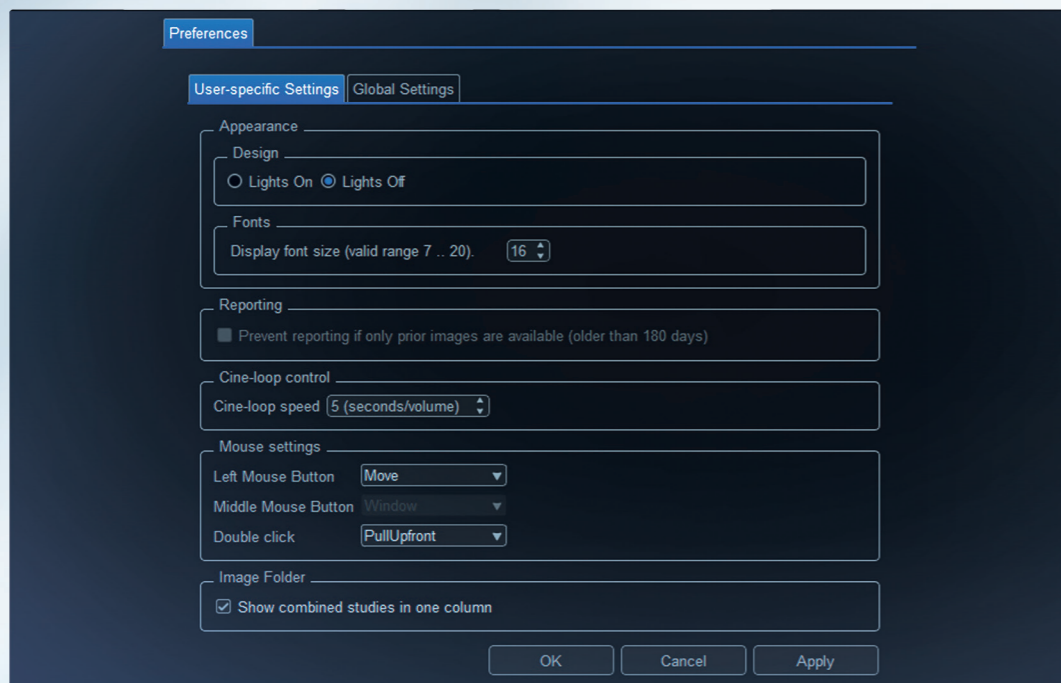 Preferences
User-specific Settings Global Settings
Appearance
Design
Lights On Lights Off
Fonts
Display font size (valid range 7 .. 20). 16
Reporting
Prevent reporting if only prior images are available (older than 180 days)
Cine-loop control
Cine-loop speed 5 (seconds/volume)
Mouse settings
Left Mouse Button Move
Middle Mouse Button Window
Double click PullUpfront
Image Folder
Show combined studies in one column
OK Cancel Apply